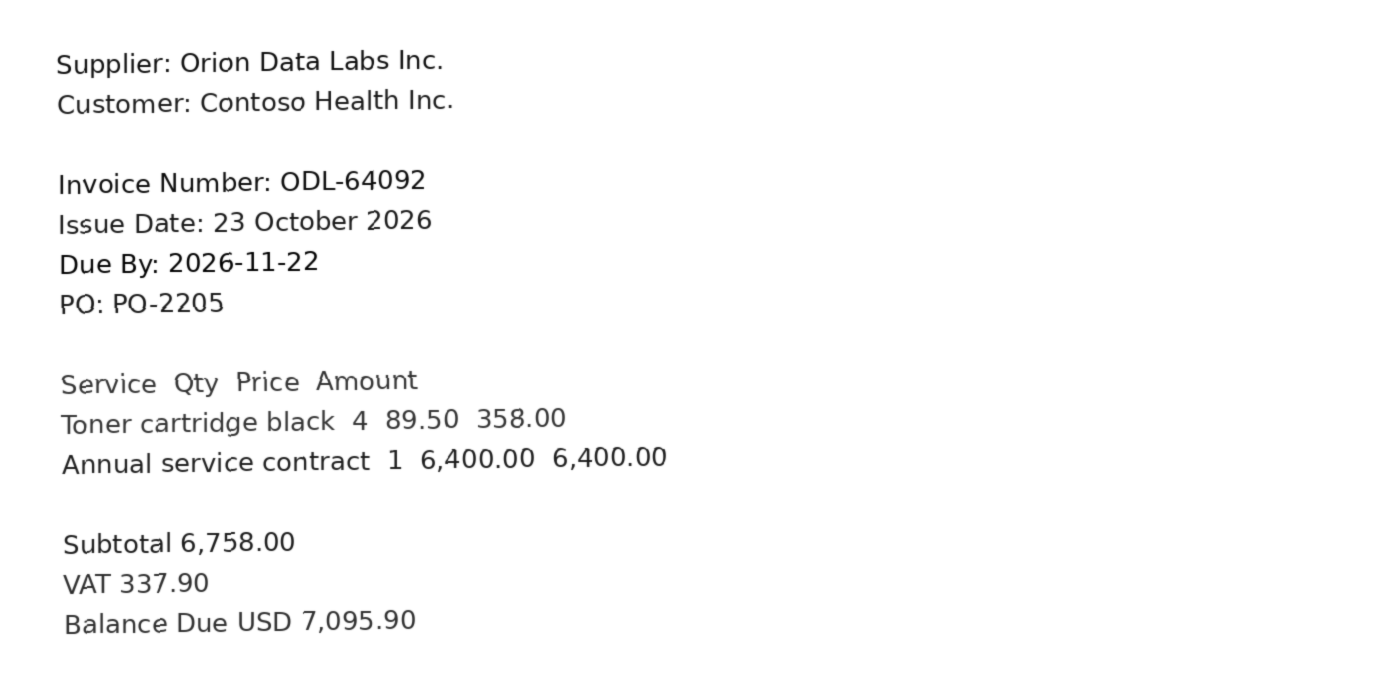 Supplier: Orion Data Labs Inc.
Customer: Contoso Health Inc.
Invoice Number: ODL-64092
Issue Date: 23 October 2026
Due By: 2026-11-22
PO: PO-2205
Service Qty Price Amount
Toner cartridge black 4 89.50 358.00
Annual service contract 1 6,400.00 6,400.00
Subtotal 6,758.00
VAT 337.90
Balance Due USD 7,095.90